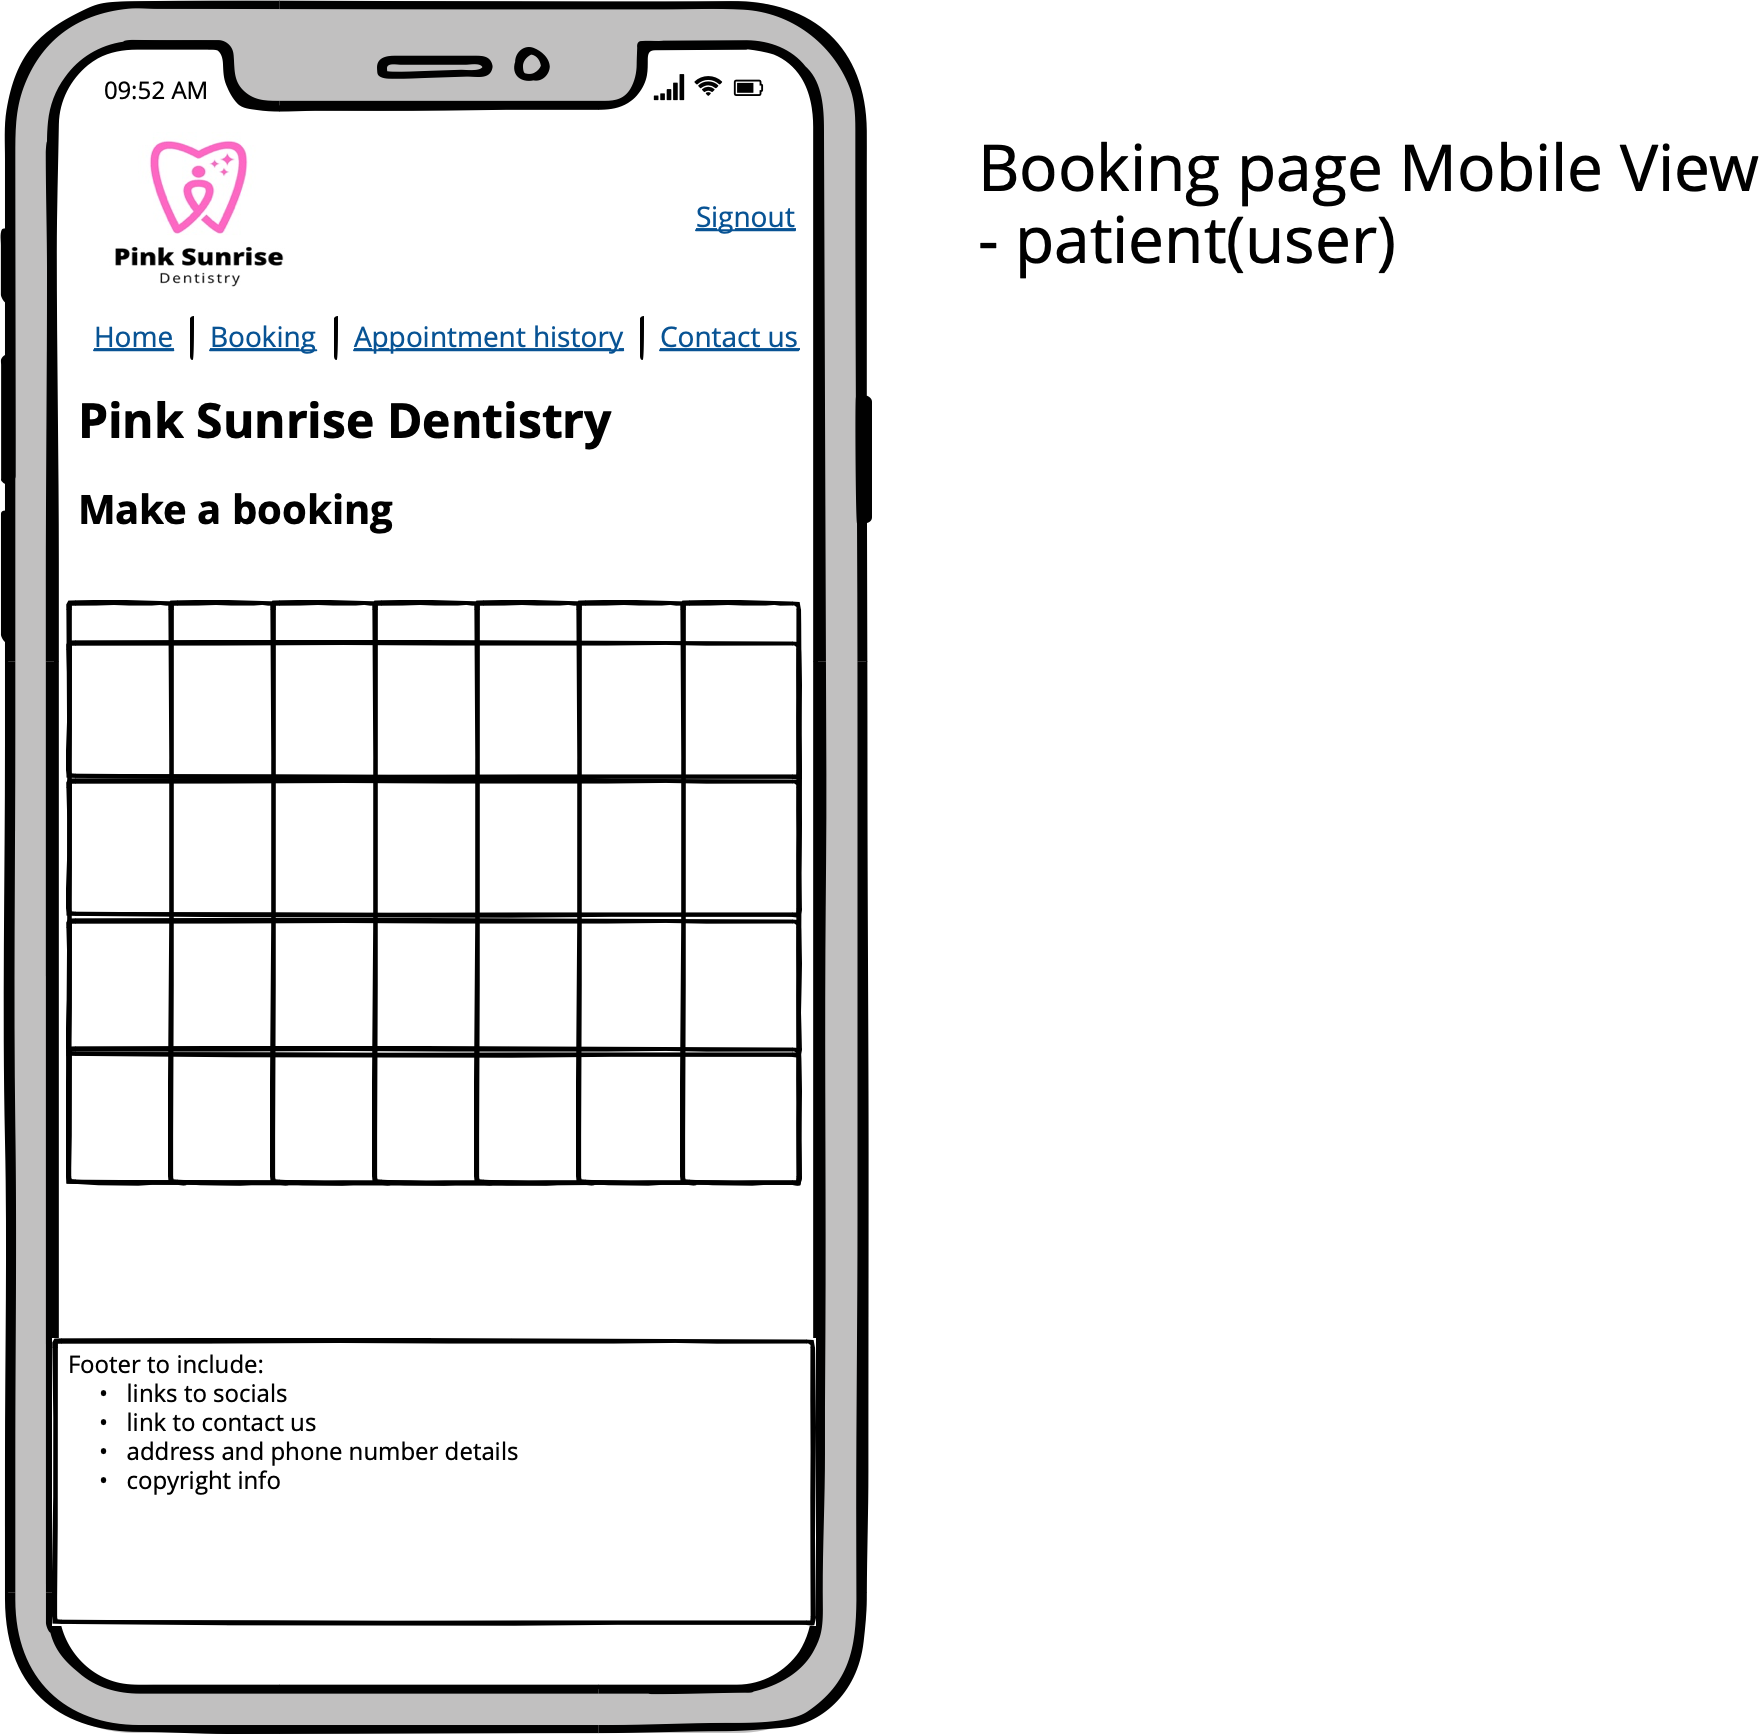 09:52 AM
Pink Sunrise
Dentistry
Signout
Home | Booking | Appointment history | Contact us
Pink Sunrise Dentistry
Make a booking
Footer to include:
• links to socials
• link to contact us
• address and phone number details
• copyright info
Booking page Mobile View
- patient(user)